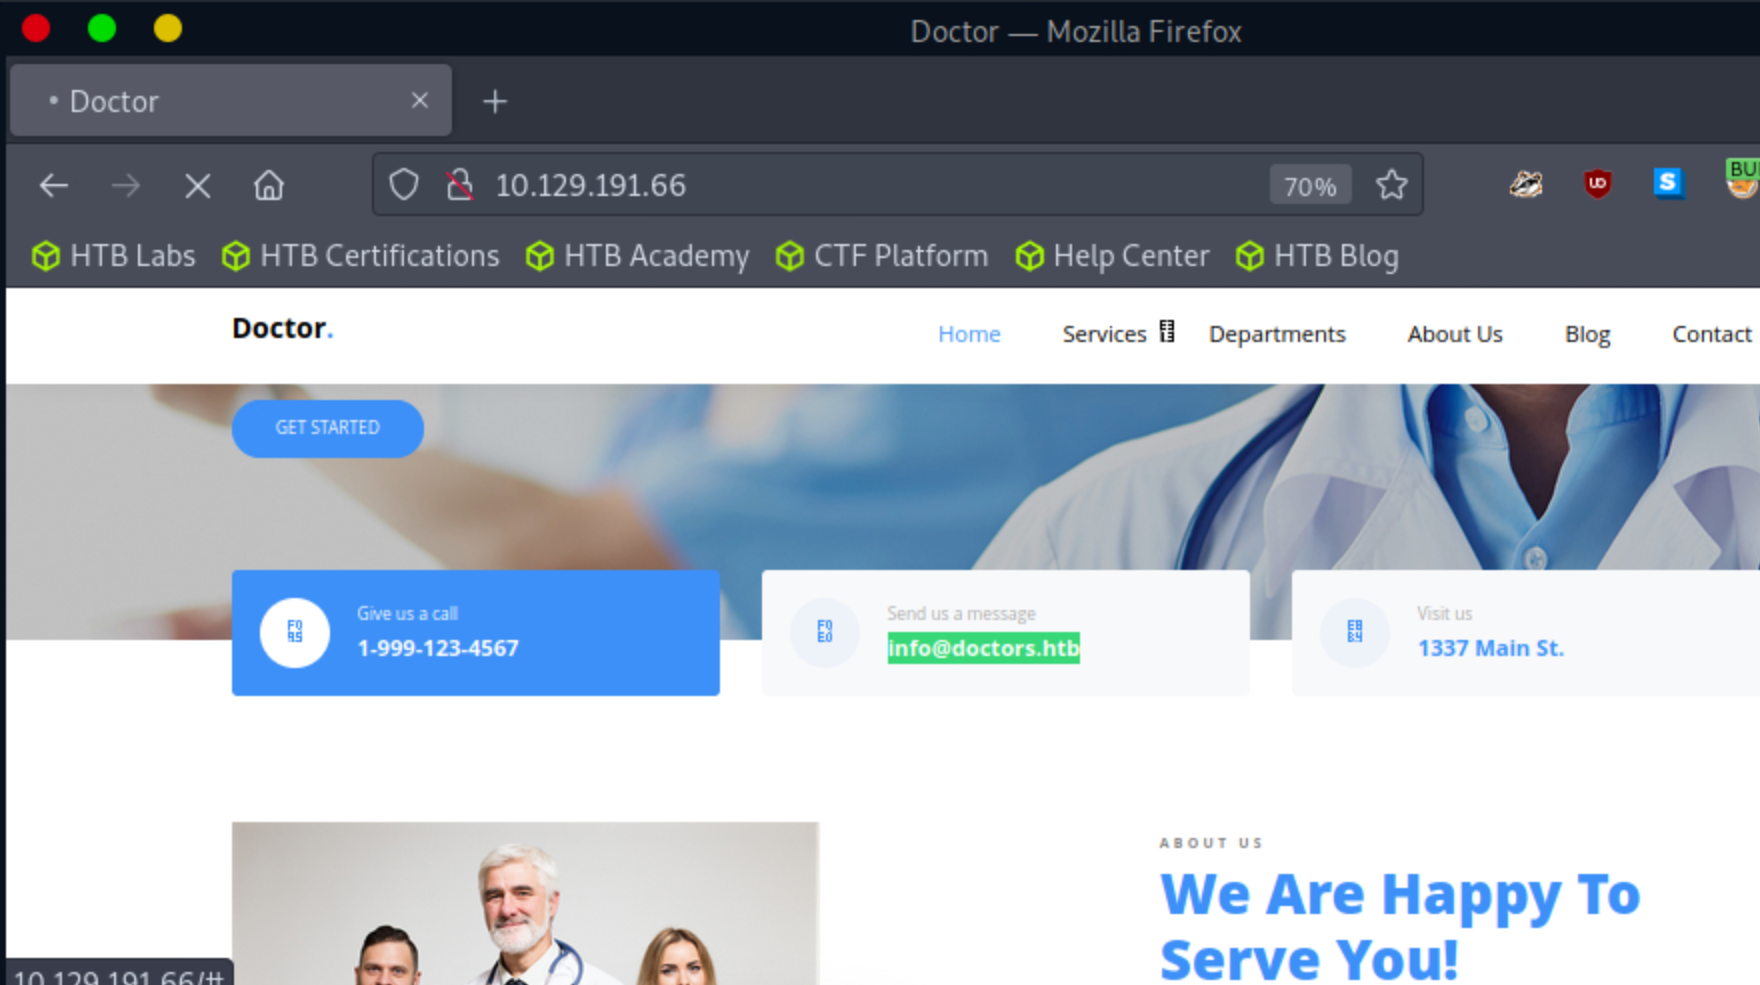 Doctor — Mozilla Firefox
Doctor
10.129.191.66
70%
HTB Labs HTB Certifications HTB Academy CTF Platform Help Center HTB Blog
Doctor.
Home Services Departments About Us Blog Contact
GET STARTED
Give us a call
1-999-123-4567
Send us a message
info@doctors.htb
Visit us
1337 Main St.
ABOUT US
We Are Happy To
Serve You!
10.129.191.66/#